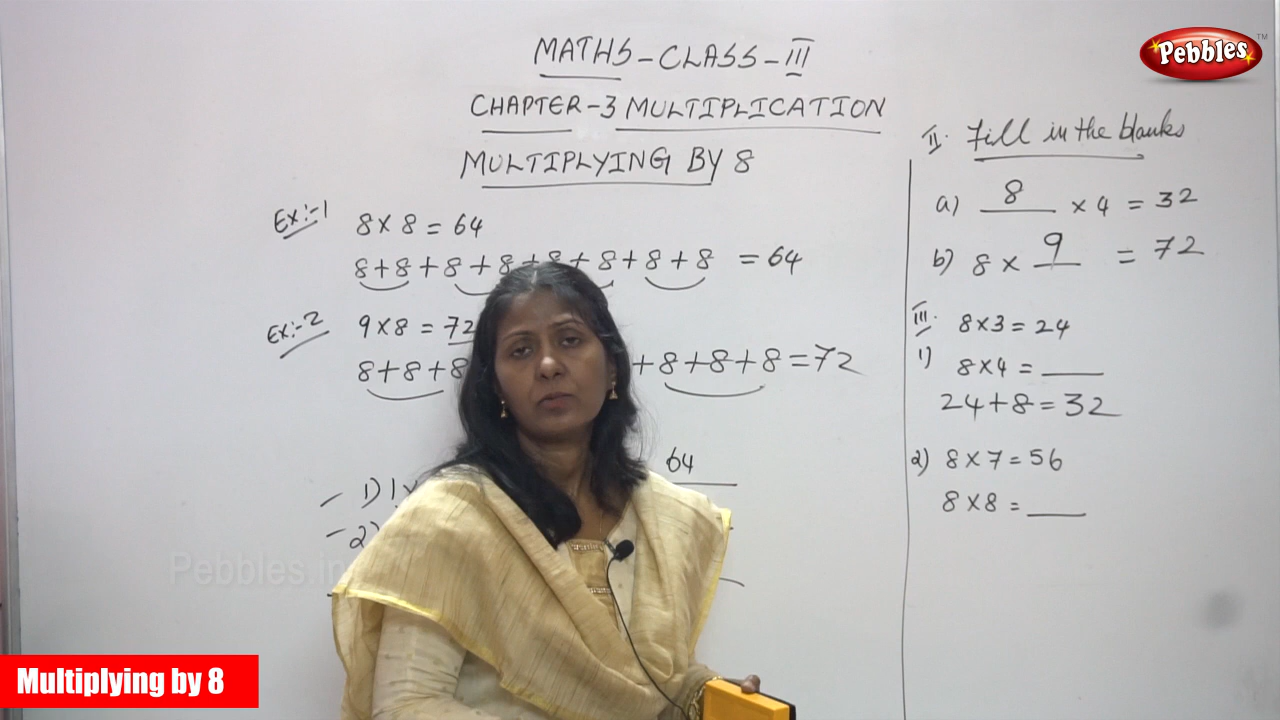 Pebbles TM
MATHS - CLASS - III
CHAPTER - 3 MULTIPLICATION
MULTIPLYING BY 8
Ex:-1
8 × 8 = 64
8 + 8 + 8 + 8 + 8 + 8 + 8 + 8 = 64
Ex:-2
9 × 8 = 72
8 + 8 + 8
+ 8 + 8 + 8 = 72
64
1) 1 ×
2)
II. Fill in the blanks
a) 8 × 4 = 32
b) 8 × 9 = 72
III. 8 × 3 = 24
1) 8 × 4 = ____
24 + 8 = 32
2) 8 × 7 = 56
8 × 8 = ____
Pebbles.in
Multiplying by 8